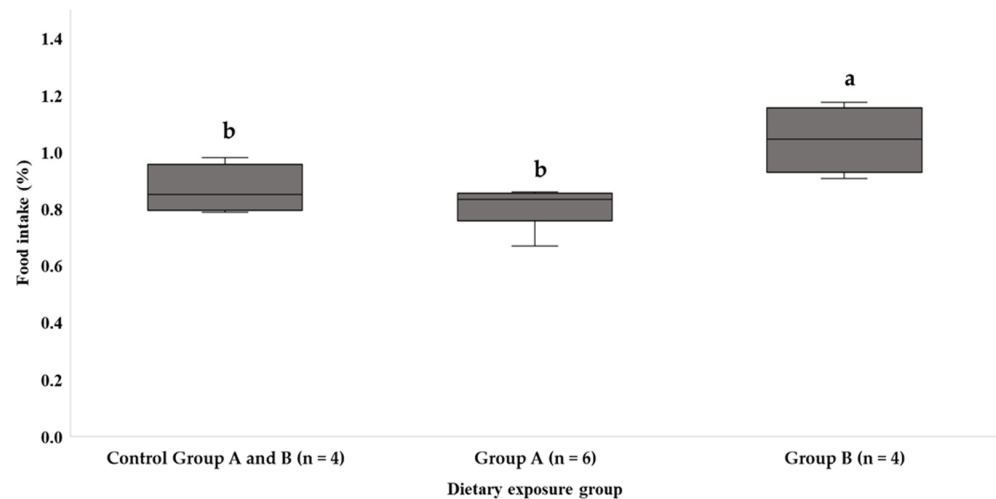 Food intake (%)
1.4
1.2
1.0
0.8
0.6
0.4
0.2
0.0
b
b
a
Control Group A and B (n = 4)
Group A (n = 6)
Group B (n = 4)
Dietary exposure group